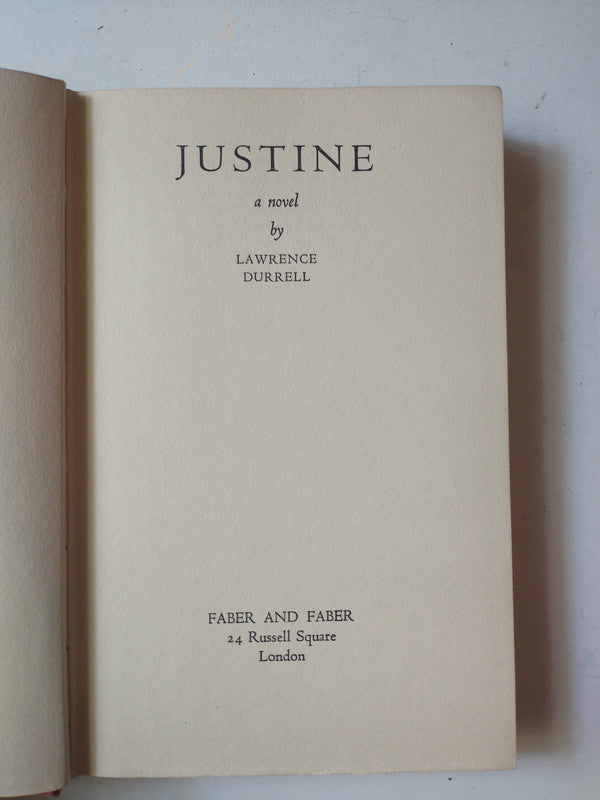 JUSTINE
a novel
by
LAWRENCE
DURRELL
FABER AND FABER
24 Russell Square
London